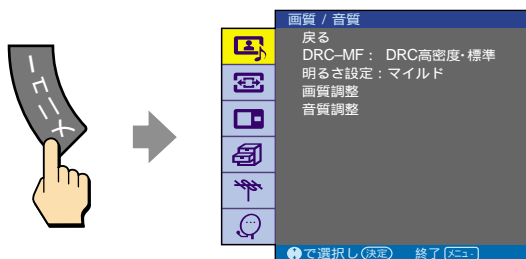 メニュー
画質 / 音質
戻る
DRC–MF： DRC高密度・標準
明るさ設定：マイルド
画質調整
音質調整
で選択し 決定 終了 メニュー